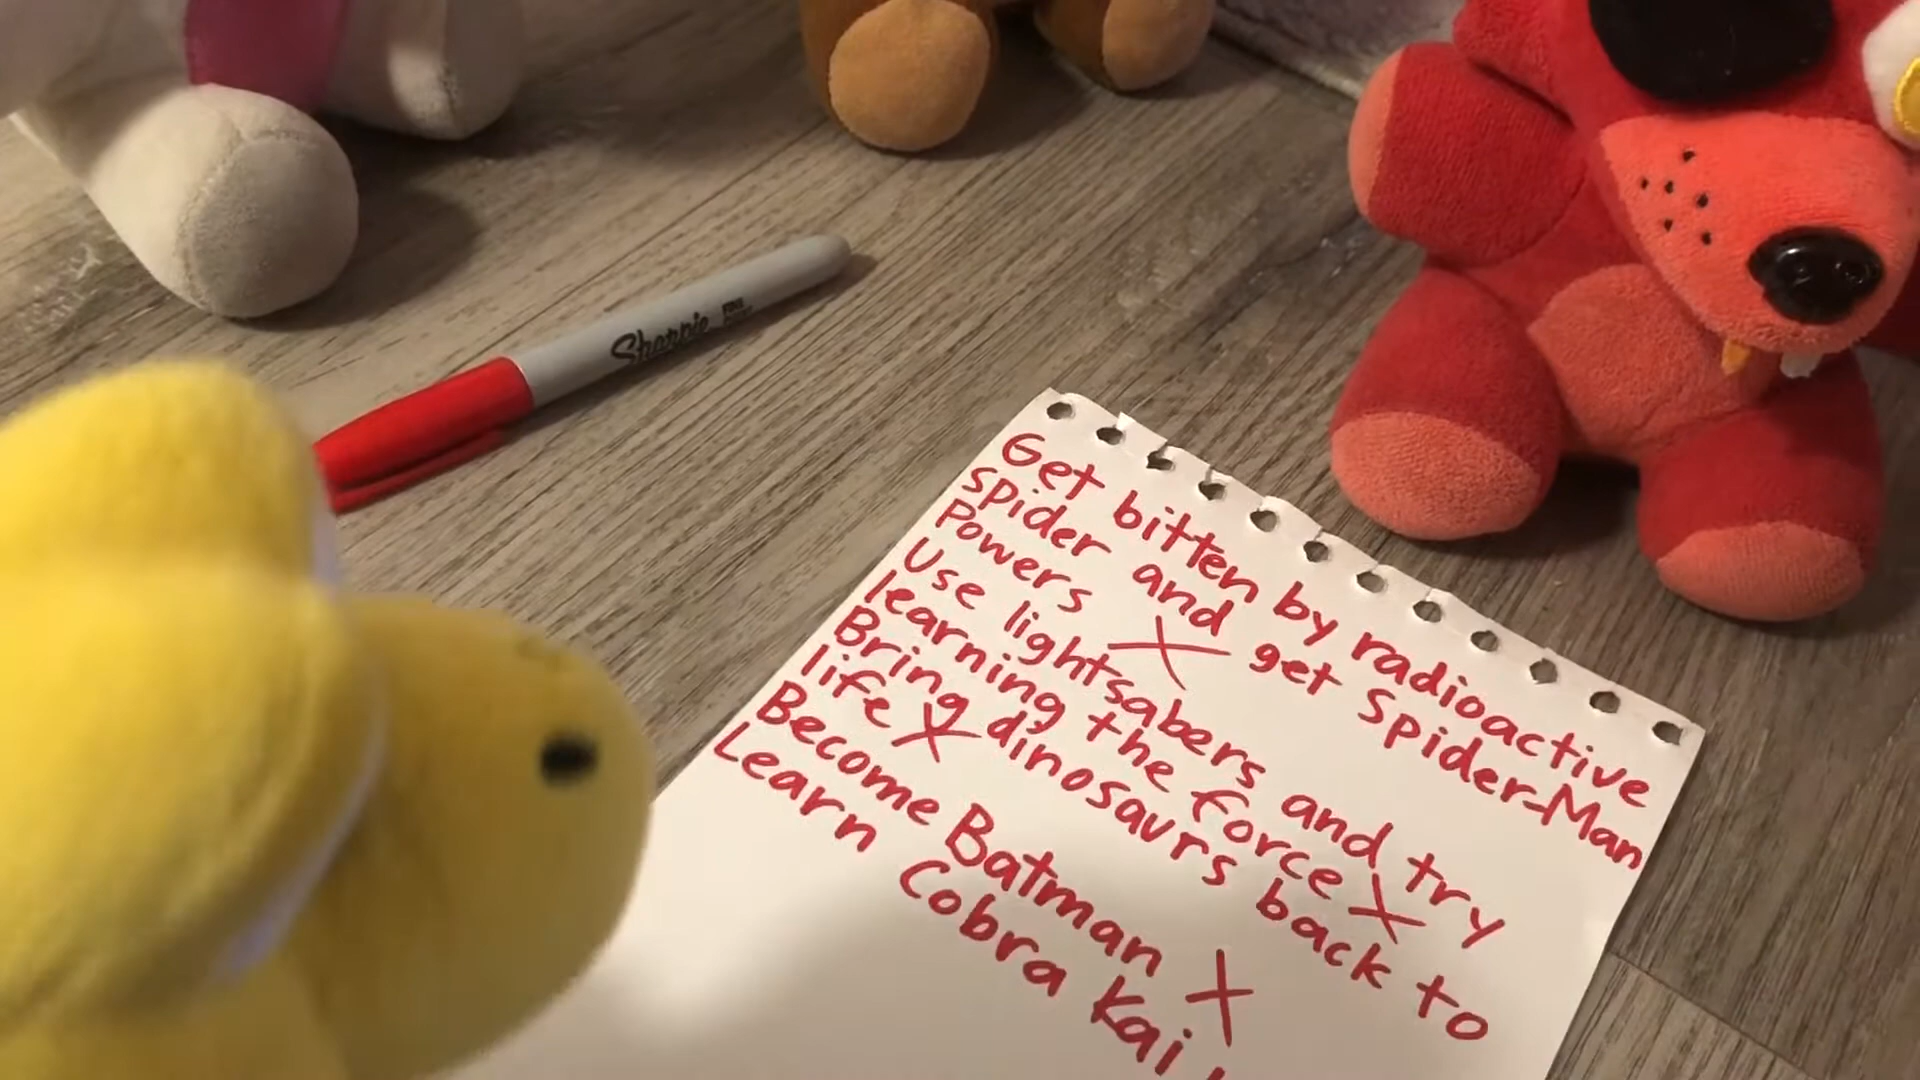 Sharpie
Get bitten by radioactive
spider and get Spider-Man
Powers X
Use lightsabers and try
learning the force X
Bring dinosaurs back to
life X
Become Batman X
Learn Cobra Kai